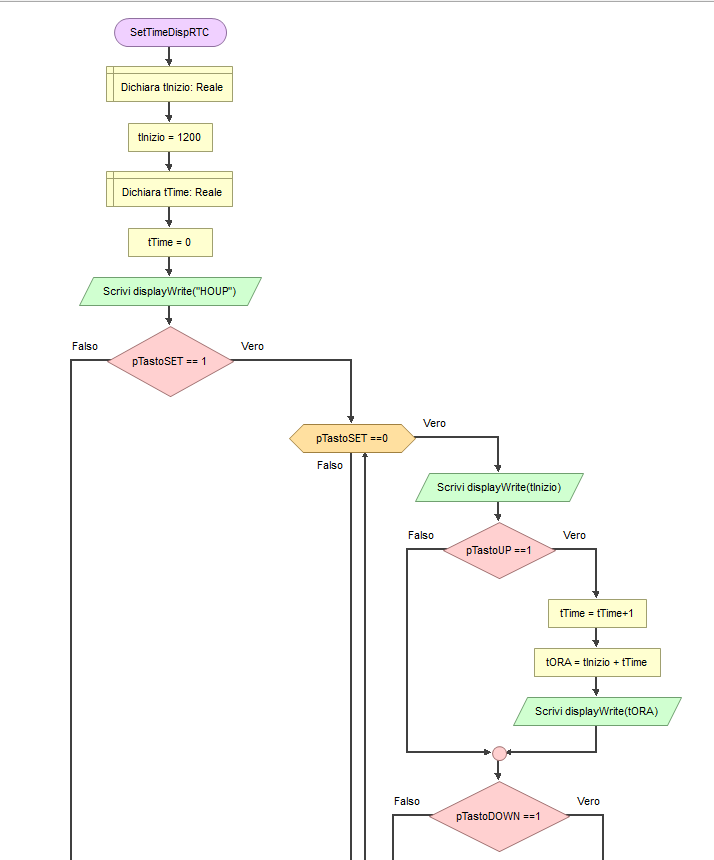 SetTimeDispRTC
Dichiara tInizio: Reale
tInizio = 1200
Dichiara tTime: Reale
tTime = 0
Scrivi displayWrite("HOUP")
Falso
pTastoSET == 1
Vero
pTastoSET ==0
Vero
Falso
Scrivi displayWrite(tInizio)
Falso
pTastoUP ==1
Vero
tTime = tTime+1
tORA = tInizio + tTime
Scrivi displayWrite(tORA)
Falso
pTastoDOWN ==1
Vero